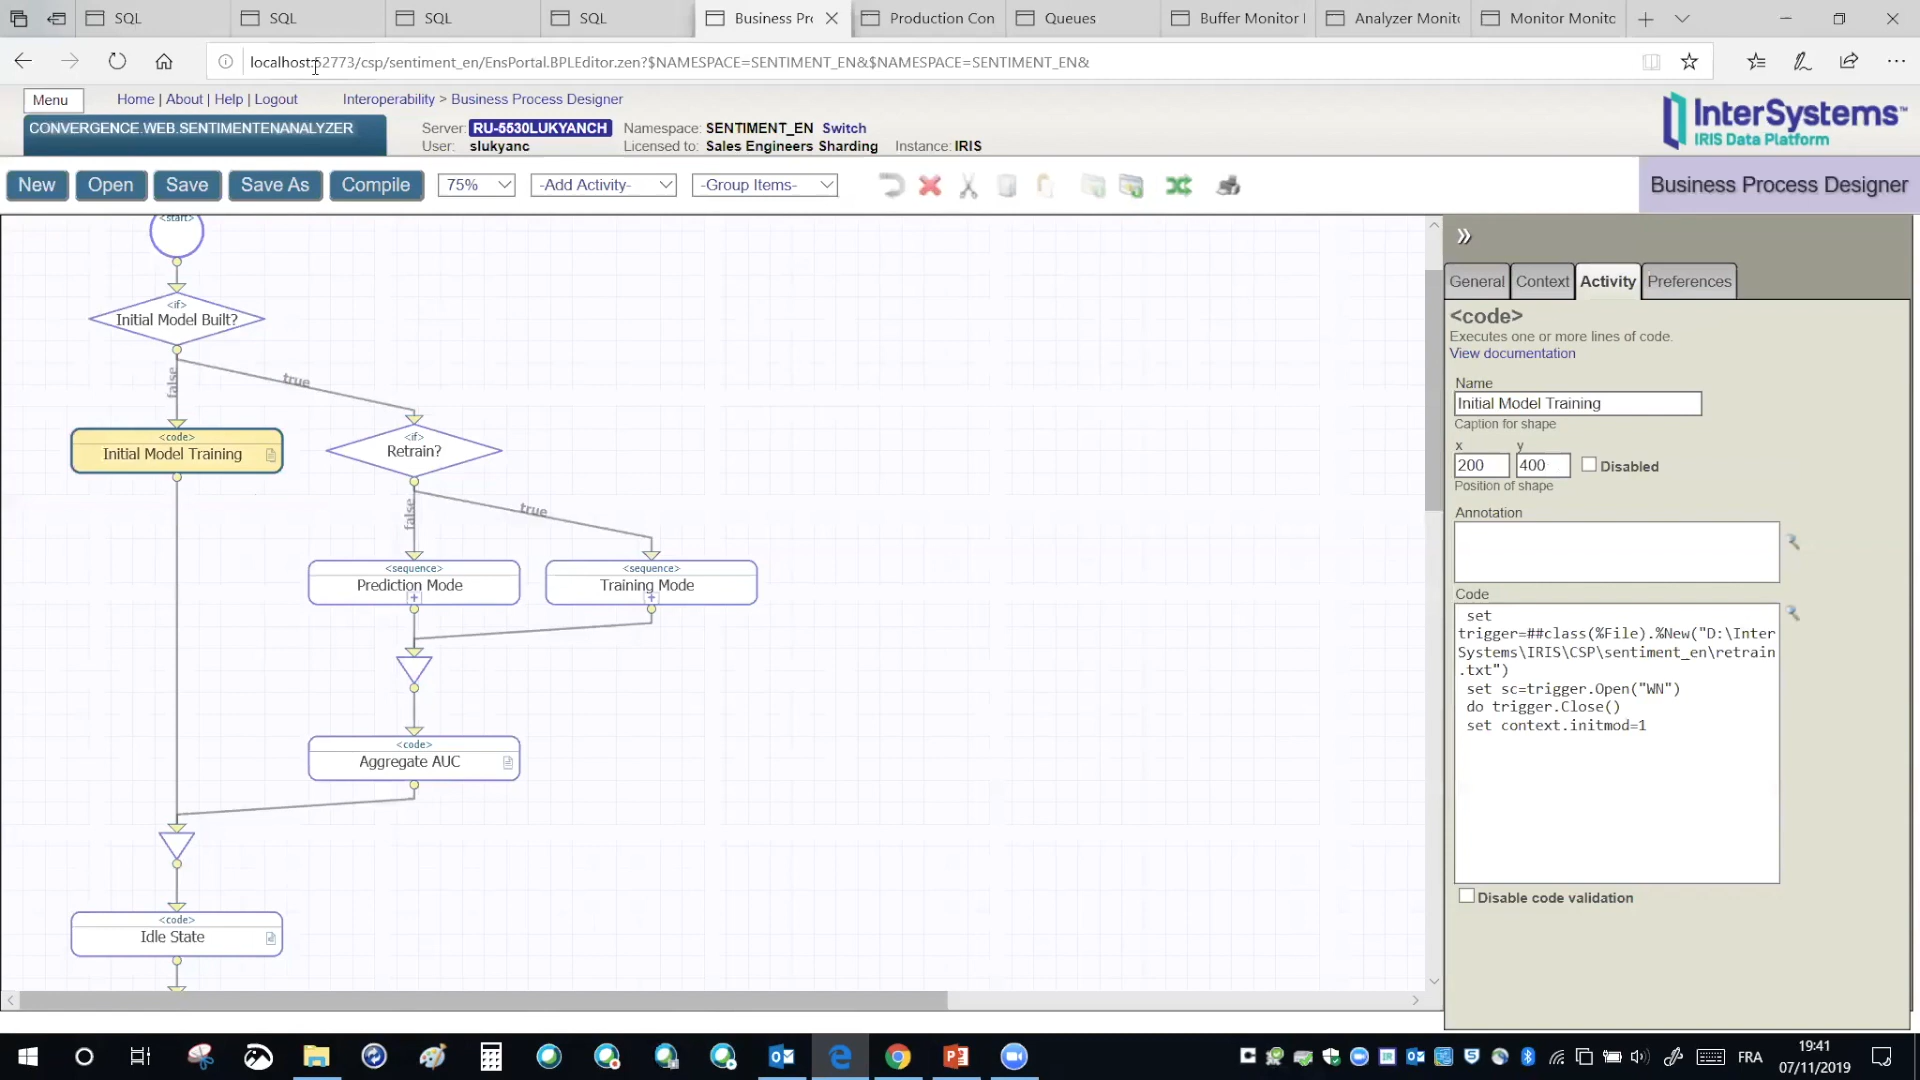 SQL SQL SQL SQL Business Pr Production Con Queues Buffer Monitor Analyzer Monit Monitor Monito
localhost:52773/csp/sentiment_en/EnsPortal.BPLEditor.zen?$NAMESPACE=SENTIMENT_EN&$NAMESPACE=SENTIMENT_EN&
Menu Home | About | Help | Logout Interoperability > Business Process Designer
CONVERGENCE.WEB.SENTIMENTENANALYZER
Server: RU-5530LUKYANCH Namespace: SENTIMENT_EN Switch
User: slukyanc Licensed to: Sales Engineers Sharding Instance: IRIS
InterSystems
IRIS Data Platform
New Open Save Save As Compile 75% -Add Activity- -Group Items-
Business Process Designer
<start>
<if>
Initial Model Built?
false
true
<code>
Initial Model Training
<if>
Retrain?
false
true
<sequence>
Prediction Mode
<sequence>
Training Mode
<code>
Aggregate AUC
<code>
Idle State
General Context Activity Preferences
<code>
Executes one or more lines of code.
View documentation
Name
Initial Model Training
Caption for shape
x y
200 400 Disabled
Position of shape
Annotation
Code
set
trigger=##class(%File).%New("D:\Inter
Systems\IRIS\CSP\sentiment_en\retrain
.txt")
set sc=trigger.Open("WN")
do trigger.Close()
set context.initmod=1
Disable code validation
FRA
19:41
07/11/2019